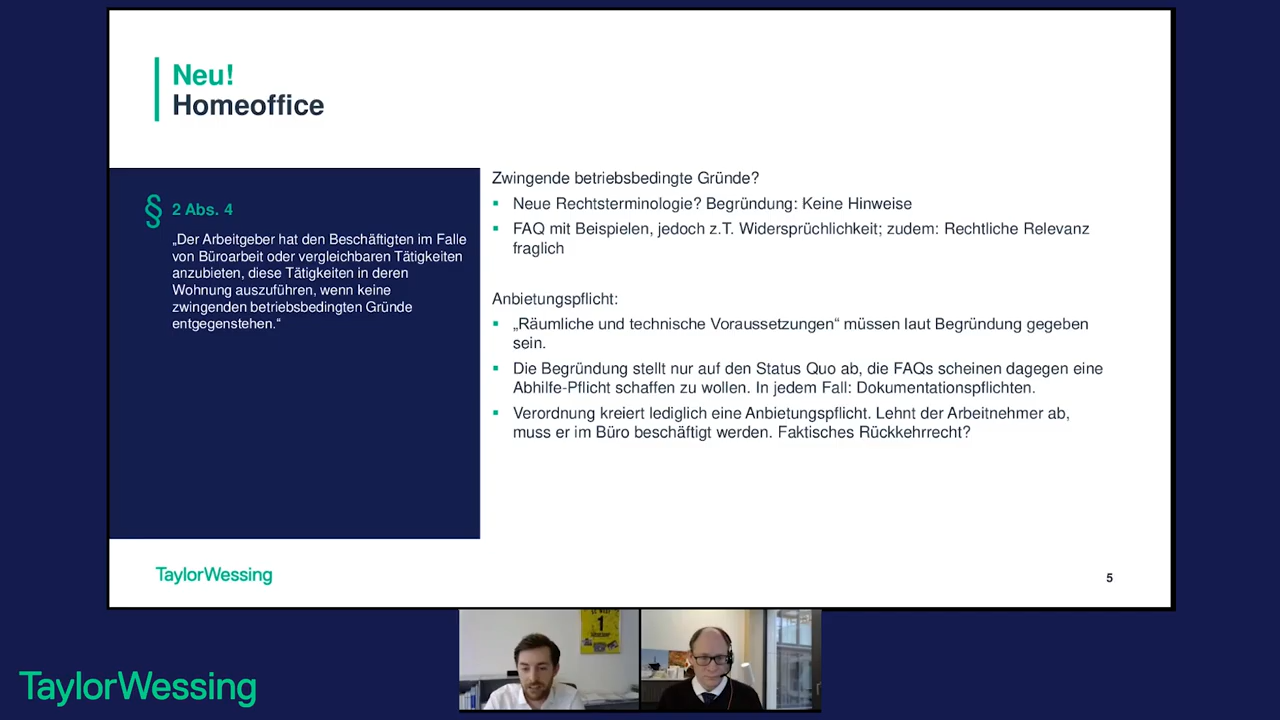 Neu!
Homeoffice
§ 2 Abs. 4
„Der Arbeitgeber hat den Beschäftigten im Falle
von Büroarbeit oder vergleichbaren Tätigkeiten
anzubieten, diese Tätigkeiten in deren
Wohnung auszuführen, wenn keine
zwingenden betriebsbedingten Gründe
entgegenstehen.“
Zwingende betriebsbedingte Gründe?
Neue Rechtsterminologie? Begründung: Keine Hinweise
FAQ mit Beispielen, jedoch z.T. Widersprüchlichkeit; zudem: Rechtliche Relevanz
fraglich
Anbietungspflicht:
„Räumliche und technische Voraussetzungen“ müssen laut Begründung gegeben
sein.
Die Begründung stellt nur auf den Status Quo ab, die FAQs scheinen dagegen eine
Abhilfe-Pflicht schaffen zu wollen. In jedem Fall: Dokumentationspflichten.
Verordnung kreiert lediglich eine Anbietungspflicht. Lehnt der Arbeitnehmer ab,
muss er im Büro beschäftigt werden. Faktisches Rückkehrrecht?
TaylorWessing
5
1
TaylorWessing